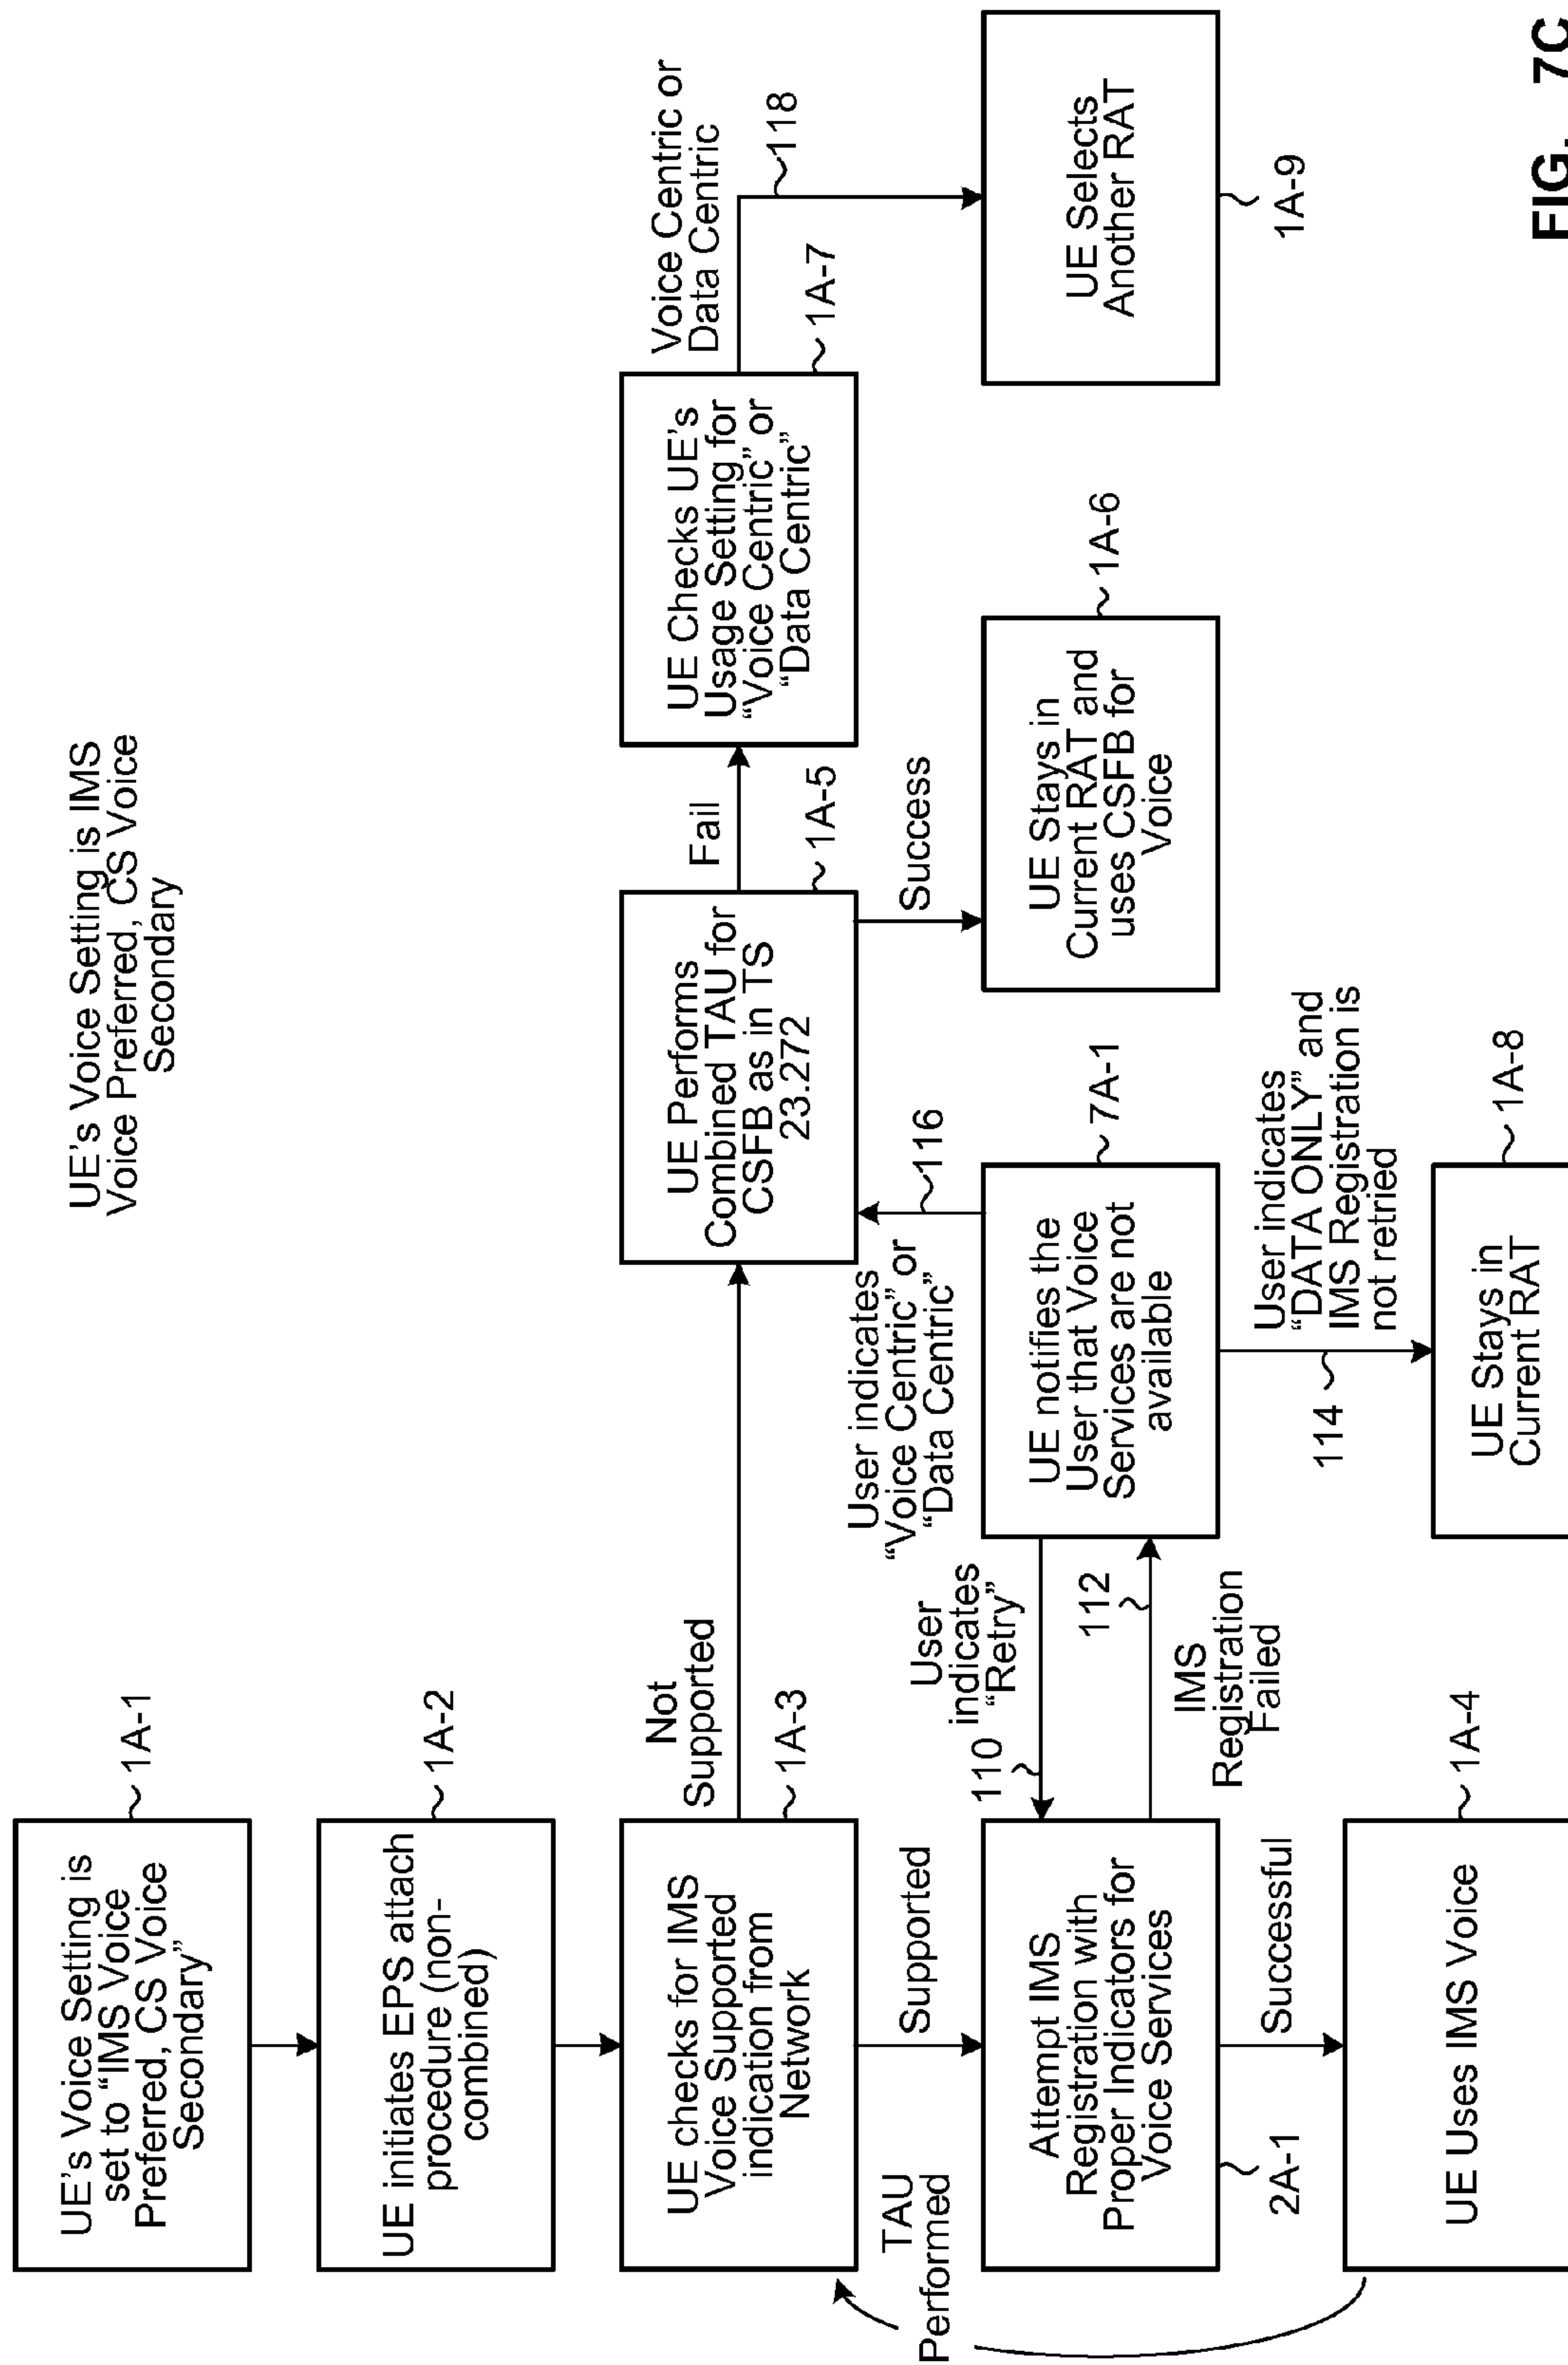 UE's Voice Setting is IMS
Voice Preferred, CS Voice
Secondary
UE's Voice Setting is
set to “IMS Voice
Preferred, CS Voice
Secondary”
1A-1
UE initiates EPS attach
procedure (non-
combined)
1A-2
UE checks for IMS
Voice Supported
indication from
Network
1A-3
Not
Supported
UE Performs
Combined TAU for
CSFB as in TS
23.272
1A-5
Fail
UE Checks UE's
Usage Setting for
“Voice Centric” or
“Data Centric”
1A-7
Voice Centric or
Data Centric
118
TAU
Performed
Supported
User indicates
“Voice Centric” or
“Data Centric”
116
Success
Attempt IMS
Registration with
Proper Indicators for
Voice Services
2A-1
User
indicates
“Retry”
110
112
IMS
Registration
Failed
UE notifies the
User that Voice
Services are not
available
7A-1
UE Stays in
Current RAT and
uses CSFB for
Voice
1A-6
UE Selects
Another RAT
1A-9
Successful
114
User indicates
“DATA ONLY” and
IMS Registration is
not retried
UE Uses IMS Voice
1A-4
UE Stays in
Current RAT
1A-8
FIG. 7C